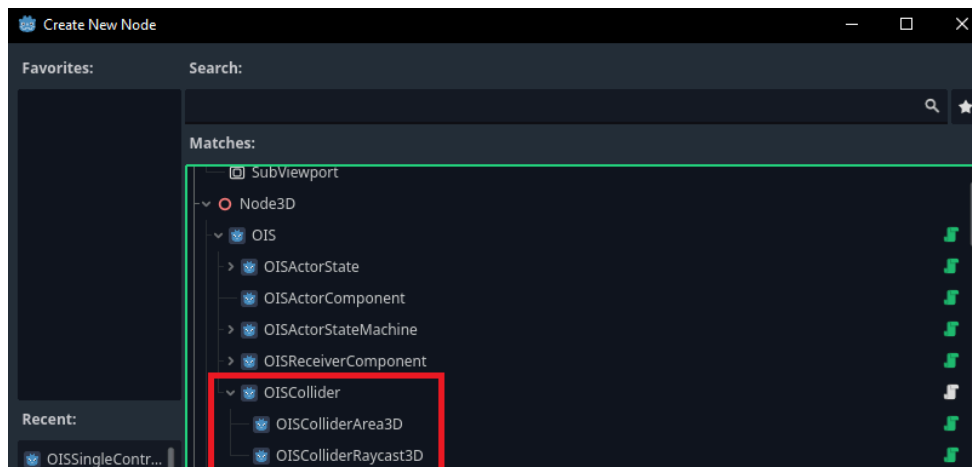 Create New Node
Favorites:
Search:
Matches:
SubViewport
Node3D
OIS
OISActorState
OISActorComponent
OISActorStateMachine
OISReceiverComponent
OISCollider
OISColliderArea3D
OISColliderRaycast3D
Recent:
OISSingleContr...